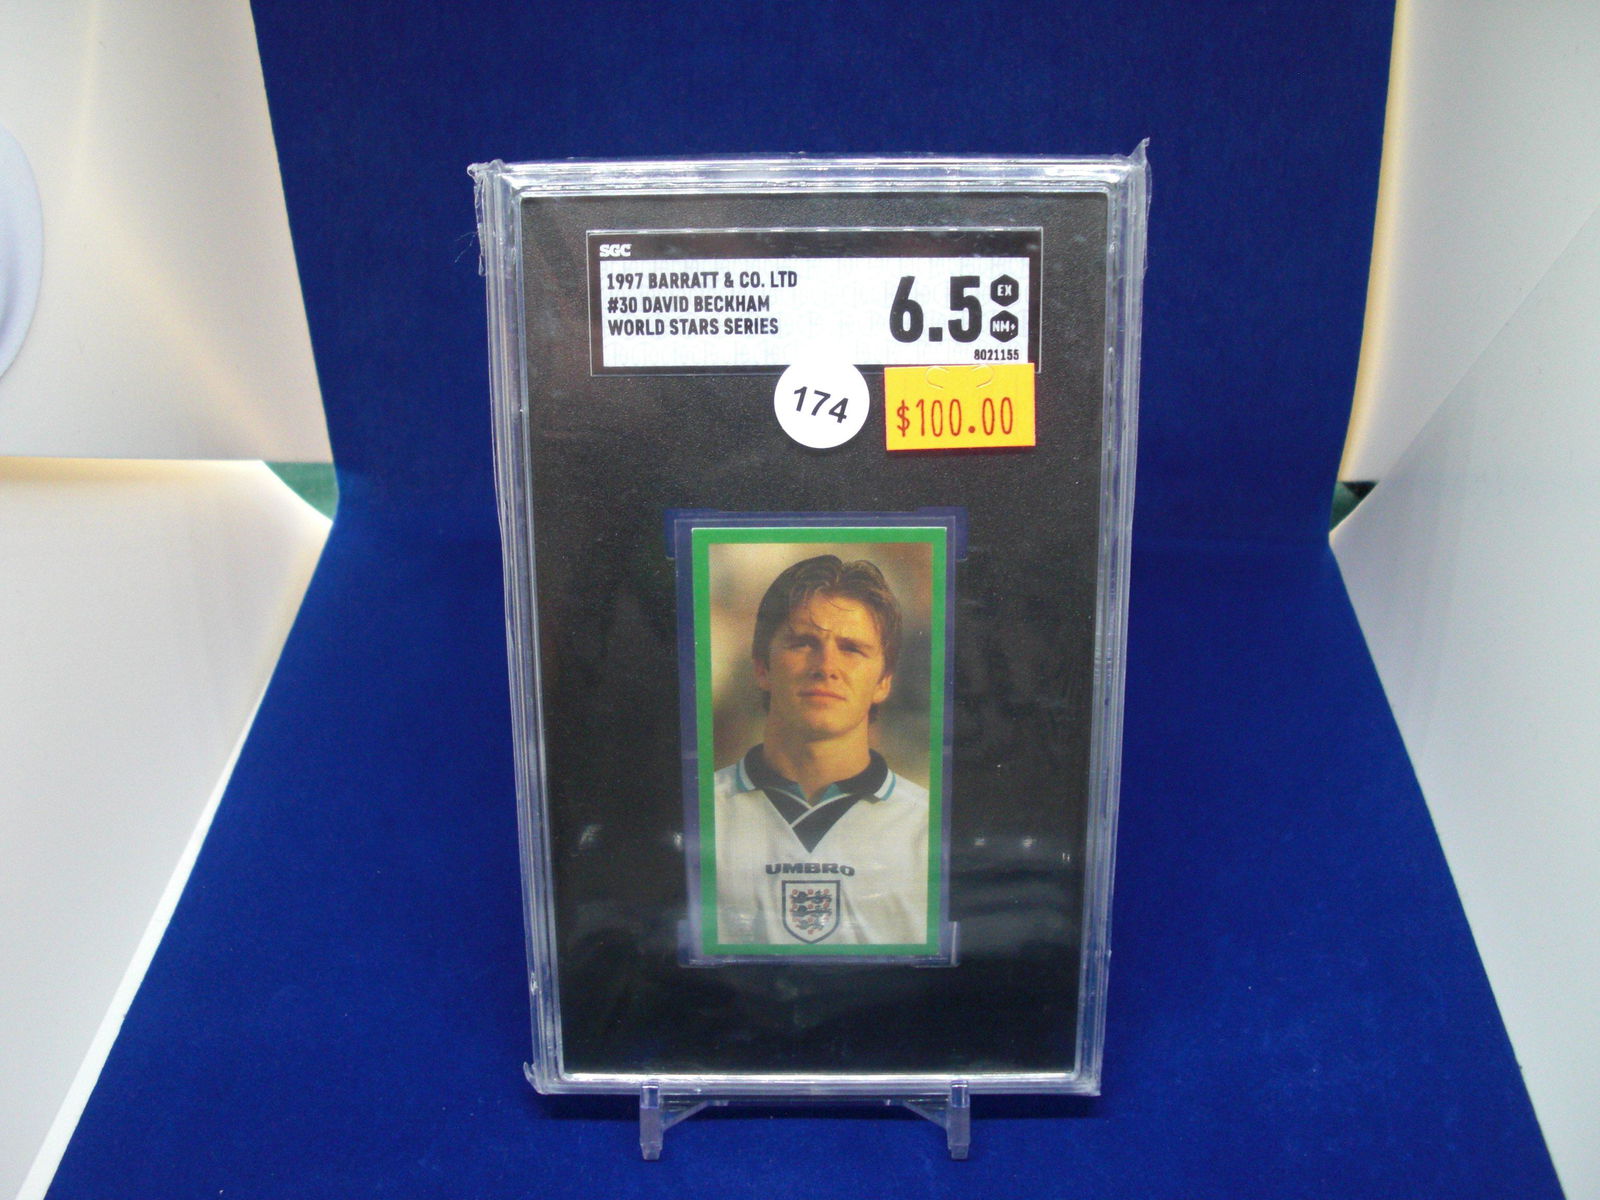 SGC
1997 BARRATT & CO. LTD
#30 DAVID BECKHAM
WORLD STARS SERIES
6.5
EX
NM+
8021155
174
$100.00
UMBRO